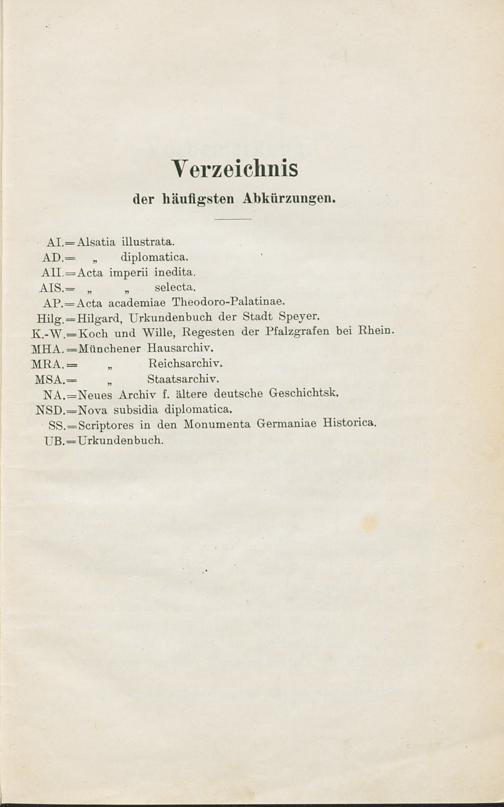 Verzeichnis
der häufigsten Abkürzungen.
AI.=Alsatia illustrata.
AD.= „ diplomatica.
AII.=Acta imperii inedita.
AIS.= „ „ selecta.
AP.=Acta academiae Theodoro-Palatinae.
Hilg.=Hilgard, Urkundenbuch der Stadt Speyer.
K.-W.=Koch und Wille, Regesten der Pfalzgrafen bei Rhein.
MHA.=Münchener Hausarchiv.
MRA.= „ Reichsarchiv.
MSA.= „ Staatsarchiv.
NA.=Neues Archiv f. ältere deutsche Geschichtsk.
NSD.=Nova subsidia diplomatica.
SS.=Scriptores in den Monumenta Germaniae Historica.
UB.=Urkundenbuch.